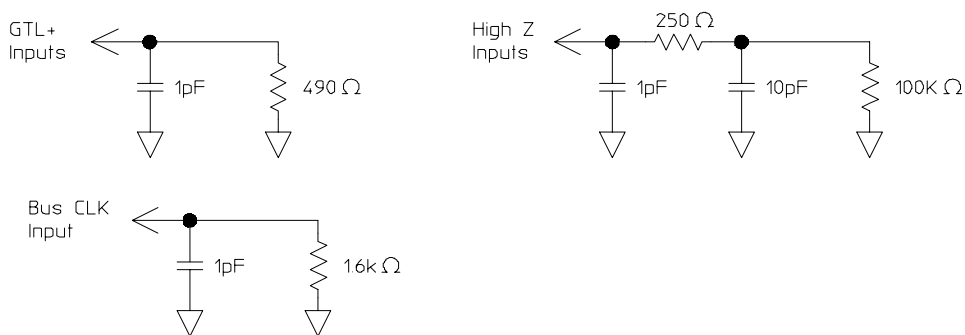 GTL+
Inputs
1pF
490 Ω
High Z
Inputs
250 Ω
1pF
10pF
100K Ω
Bus CLK
Input
1pF
1.6k Ω